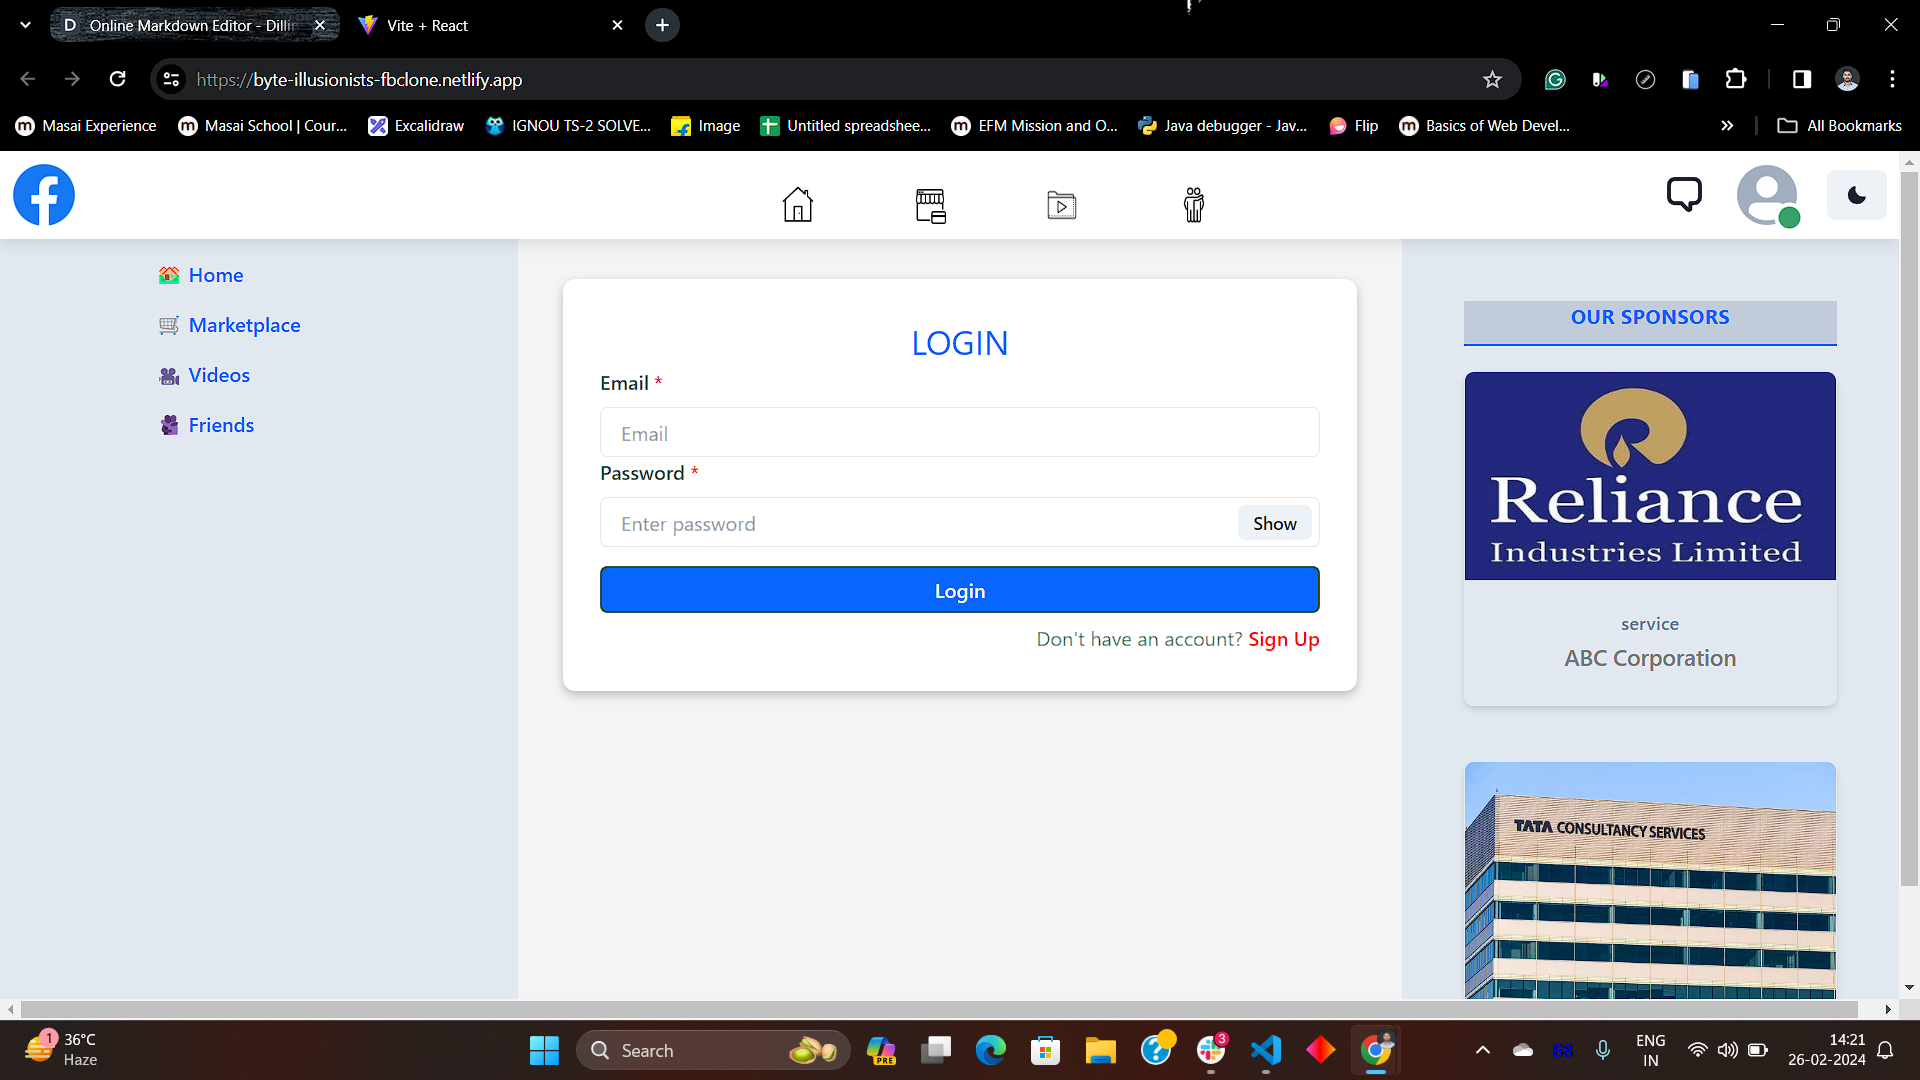 Online Markdown Editor - Dilli
Vite + React
https://byte-illusionists-fbclone.netlify.app
Masai Experience
Masai School | Cour...
Excalidraw
IGNOU TS-2 SOLVE...
Image
Untitled spreadshee...
EFM Mission and O...
Java debugger - Jav...
Flip
Basics of Web Devel...
All Bookmarks
Home
Marketplace
Videos
Friends
LOGIN
Email *
Email
Password *
Enter password
Show
Login
Don't have an account? Sign Up
OUR SPONSORS
Reliance
Industries Limited
service
ABC Corporation
TATA CONSULTANCY SERVICES
1
36°C
Haze
Search
PRE
3
68
ENG
IN
14:21
26-02-2024